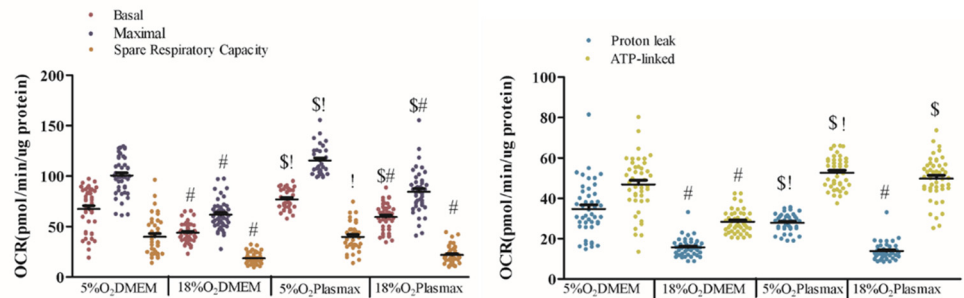 Basal
Maximal
Spare Respiratory Capacity
OCR(pmol/min/ug protein)
200
150
100
50
0
# # # $! $! ! $# $# #
5%O₂DMEM 18%O₂DMEM 5%O₂Plasmax 18%O₂Plasmax
Proton leak
ATP-linked
OCR(pmol/min/ug protein)
100
80
60
40
20
0
# # $! $! # $
5%O₂DMEM 18%O₂DMEM 5%O₂Plasmax 18%O₂Plasmax